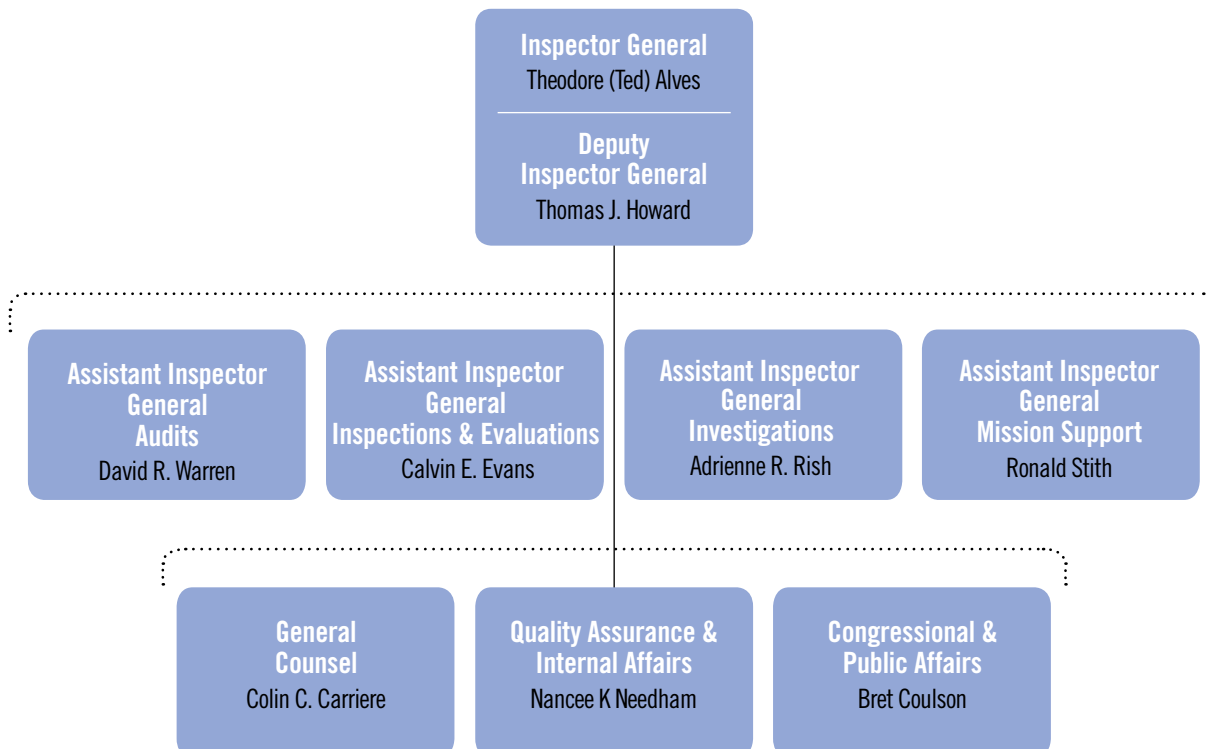 Inspector General
Theodore (Ted) Alves
Deputy
Inspector General
Thomas J. Howard
Assistant Inspector
General
Audits
David R. Warren
Assistant Inspector
General
Inspections & Evaluations
Calvin E. Evans
Assistant Inspector
General
Investigations
Adrienne R. Rish
Assistant Inspector
General
Mission Support
Ronald Stith
General
Counsel
Colin C. Carriere
Quality Assurance &
Internal Affairs
Nancee K Needham
Congressional &
Public Affairs
Bret Coulson